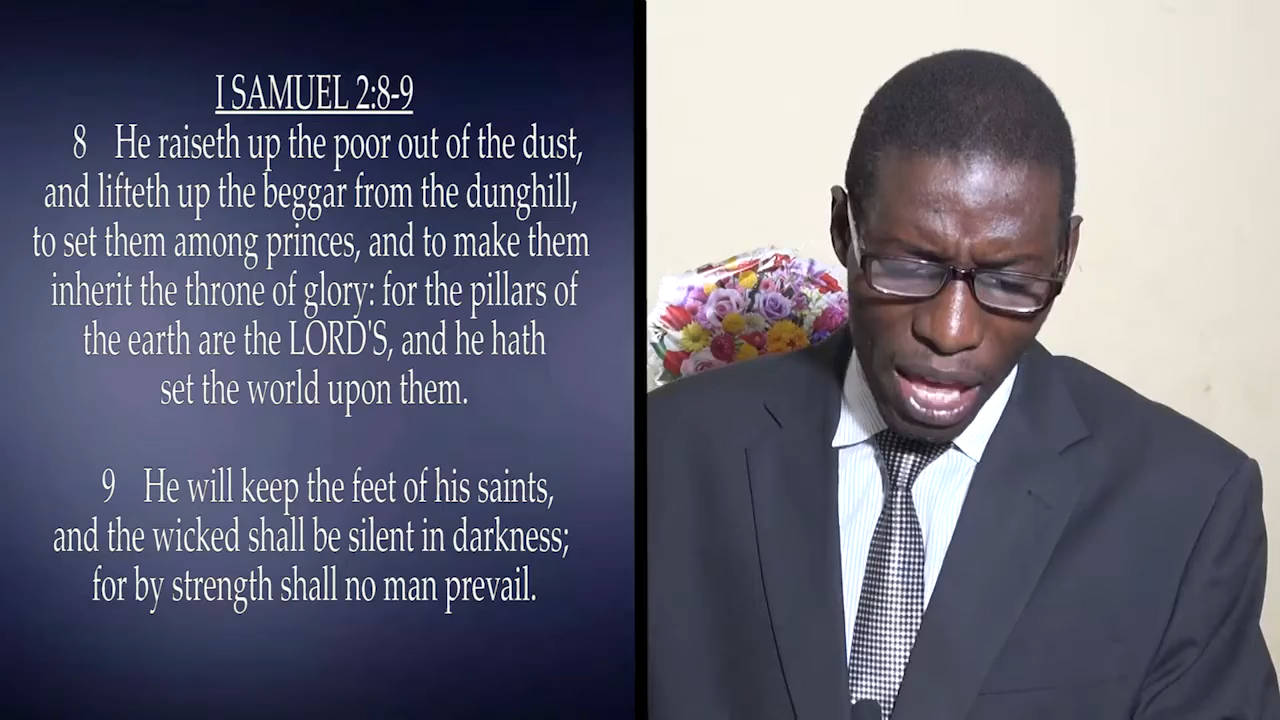 I SAMUEL 2:8-9
8 He raiseth up the poor out of the dust,
and lifteth up the beggar from the dunghill,
to set them among princes, and to make them
inherit the throne of glory: for the pillars of
the earth are the LORD'S, and he hath
set the world upon them.
9 He will keep the feet of his saints,
and the wicked shall be silent in darkness;
for by strength shall no man prevail.